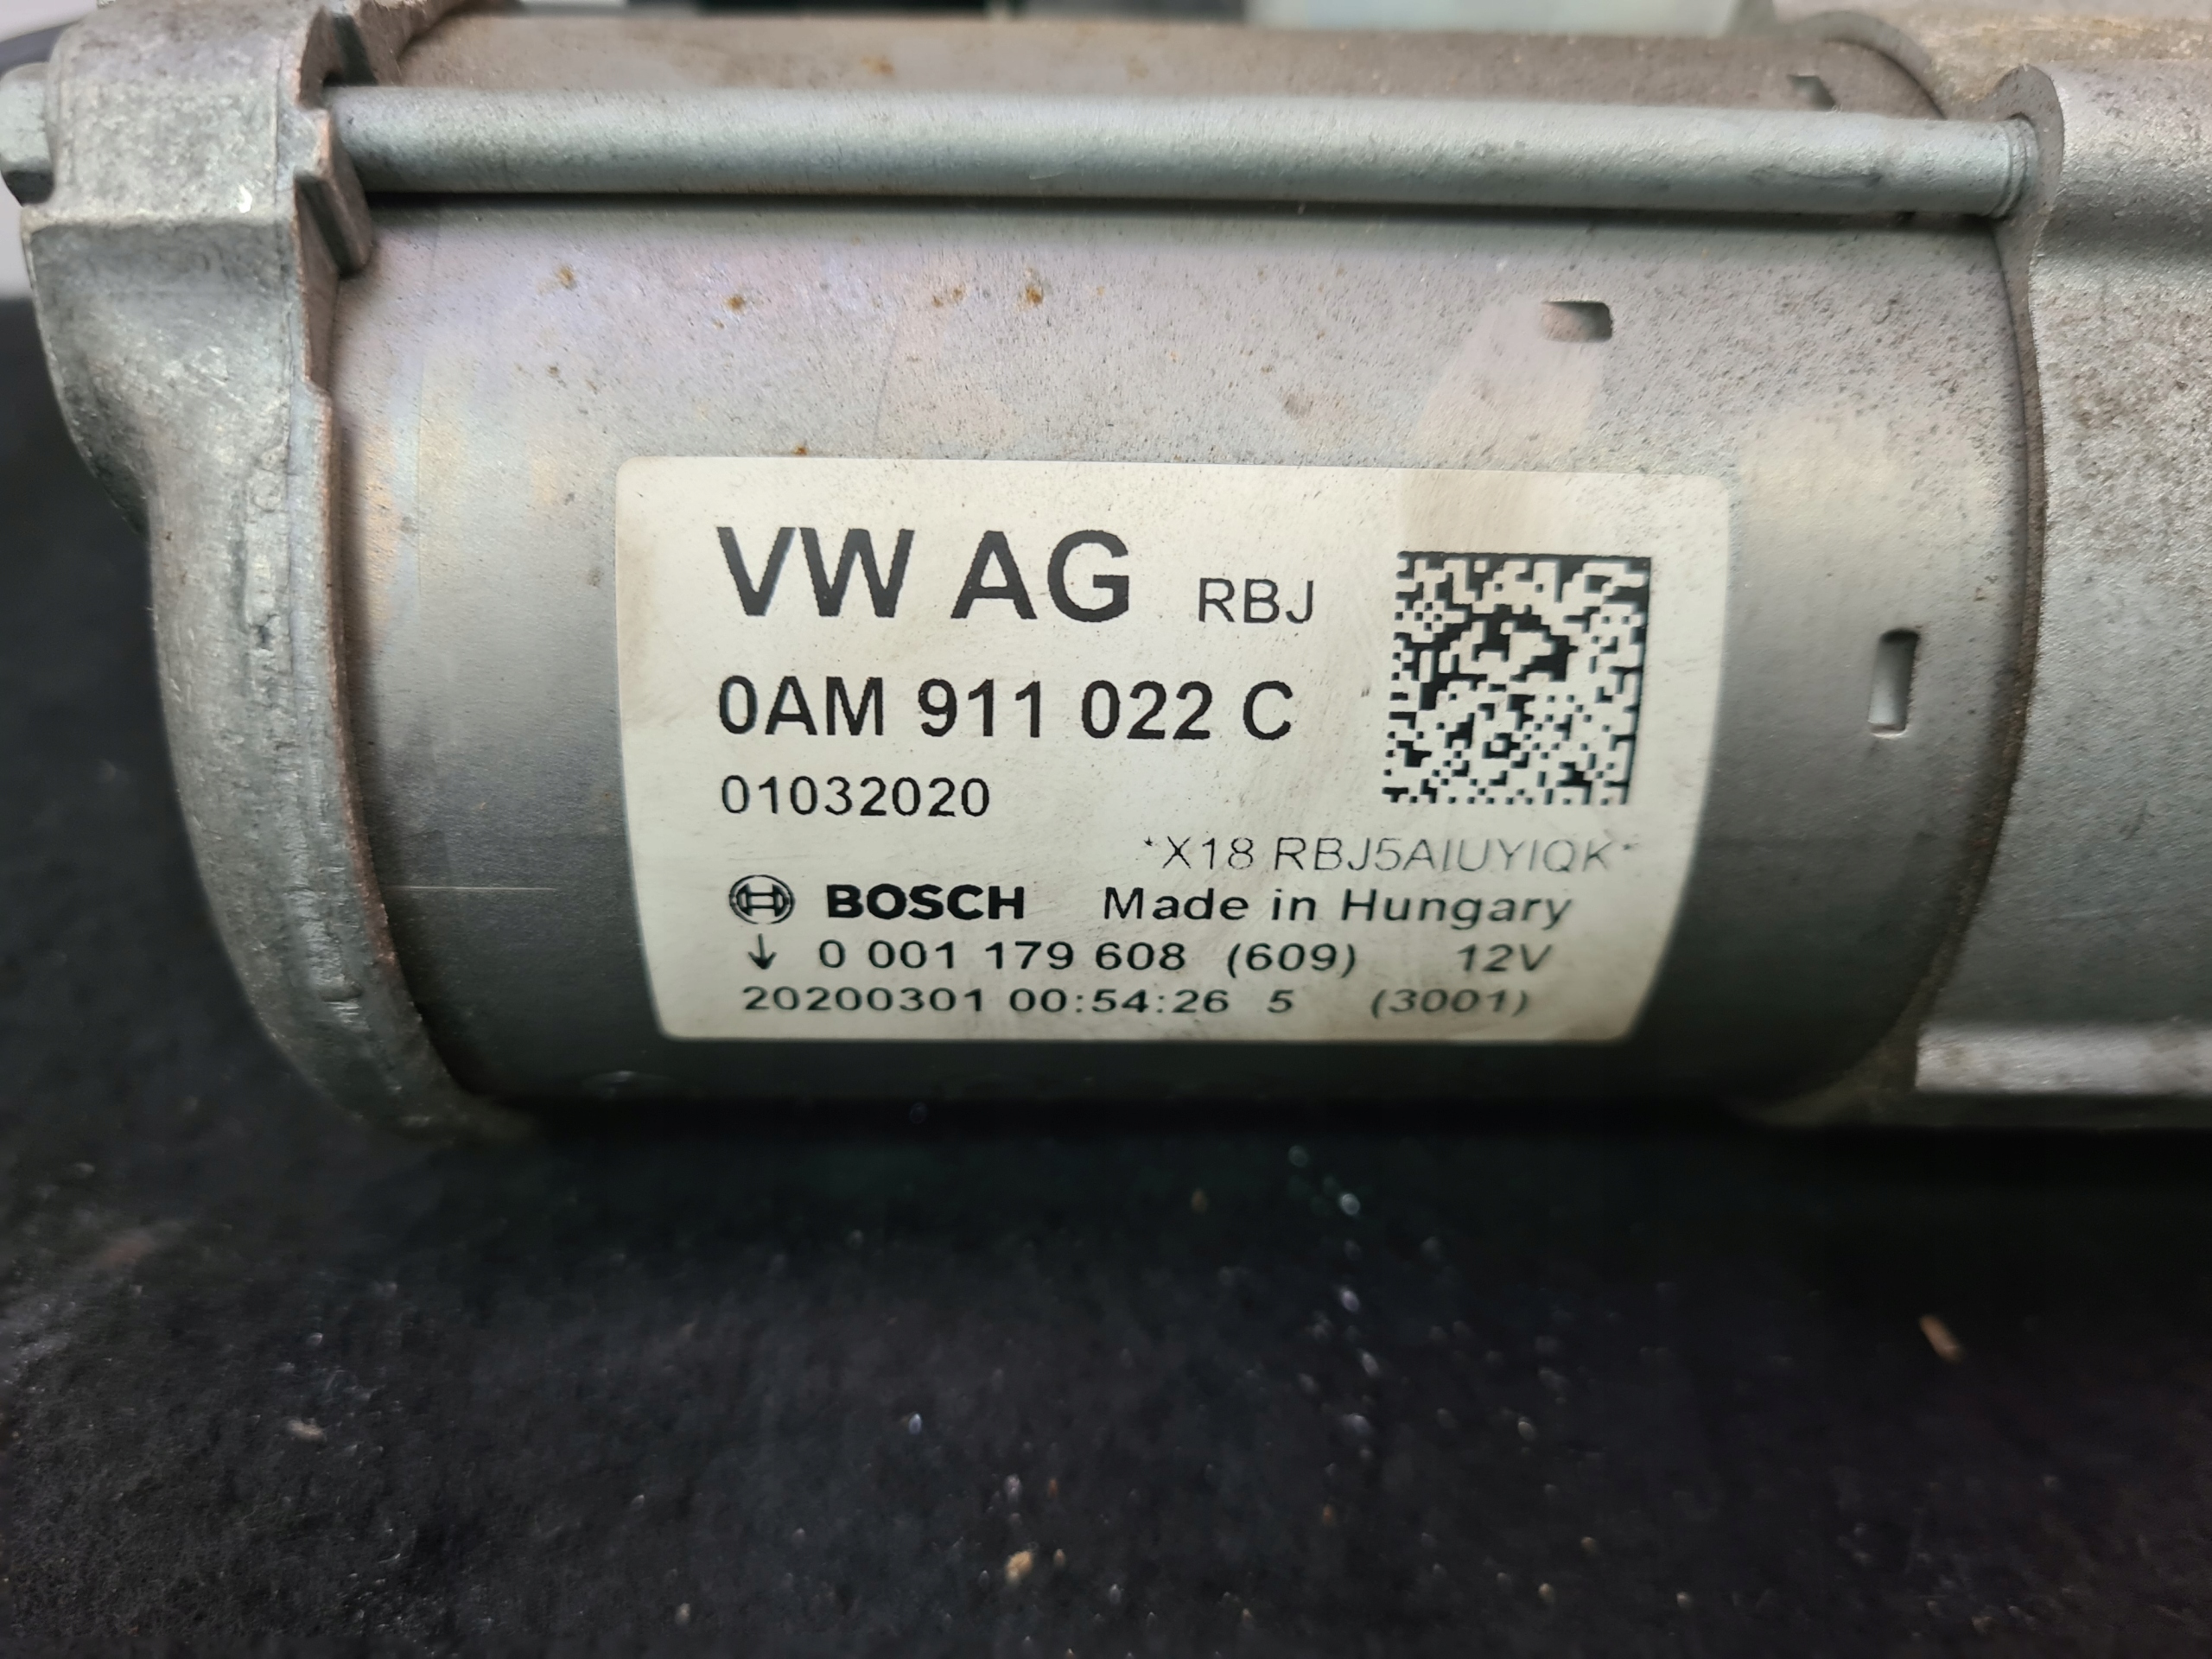 VW AG RBJ
0AM 911 022 C
01032020
*X18 RBJ5AIUYIQK*
BOSCH Made in Hungary
↓ 0 001 179 608 (609) 12V
20200301 00:54:26 5 (3001)